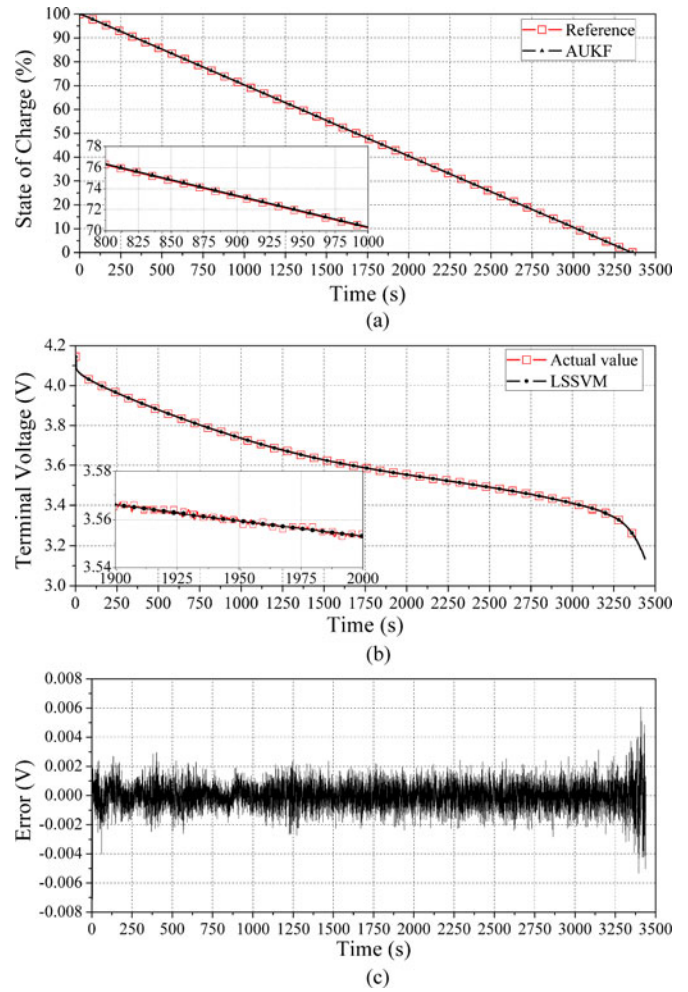 100
90
80
70
60
50
40
30
20
10
0
State of Charge (%)
Reference
AUKF
78
76
74
72
70
800 825 850 875 900 925 950 975 1000
0 250 500 750 1000 1250 1500 1750 2000 2250 2500 2750 3000 3250 3500
Time (s)
(a)
4.2
4.0
3.8
3.6
3.4
3.2
3.0
Terminal Voltage (V)
Actual value
LSSVM
3.58
3.56
3.54
1900 1925 1950 1975 2000
0 250 500 750 1000 1250 1500 1750 2000 2250 2500 2750 3000 3250 3500
Time (s)
(b)
0.008
0.006
0.004
0.002
0.000
-0.002
-0.004
-0.006
-0.008
Error (V)
0 250 500 750 1000 1250 1500 1750 2000 2250 2500 2750 3000 3250 3500
Time (s)
(c)